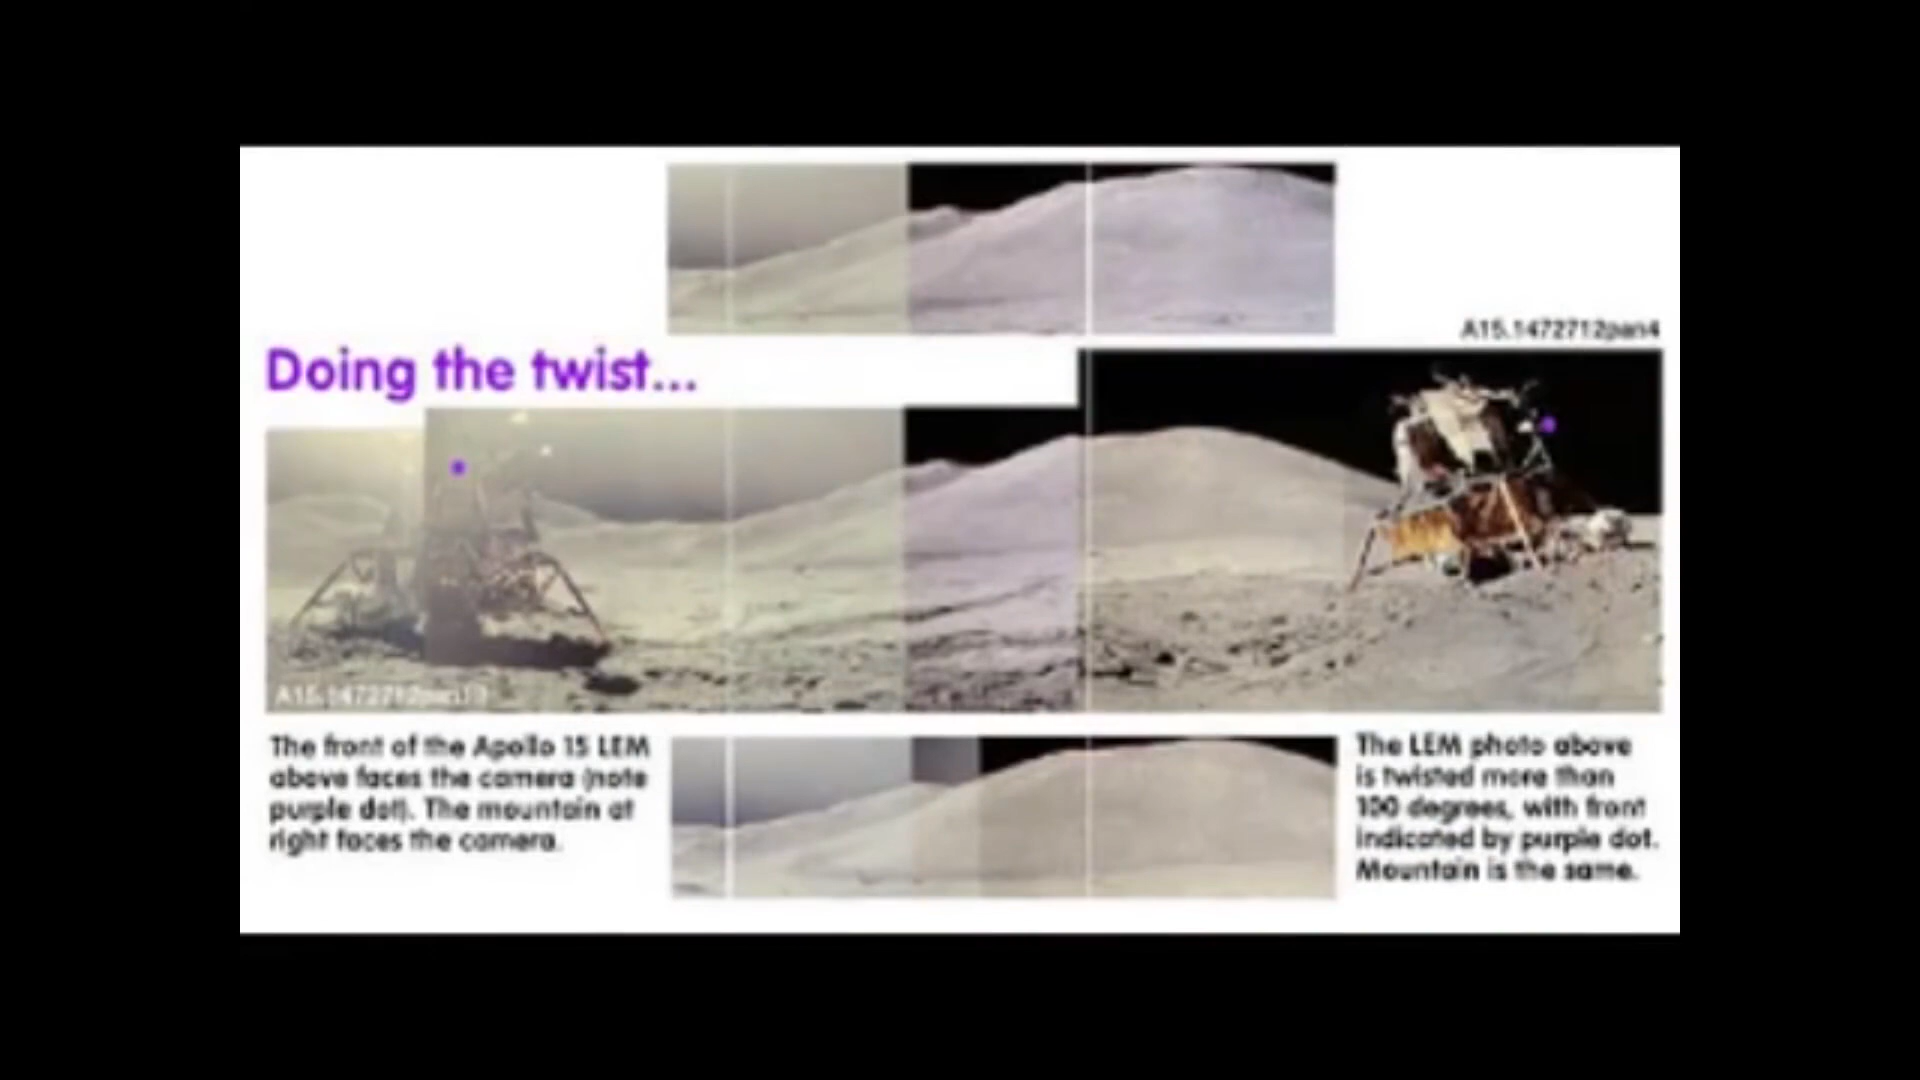 A15.1472712pan4
Doing the twist...
The front of the Apollo 15 LEM
above faces the camera (note
purple dot). The mountain at
right faces the camera.
The LEM photo above
is twisted more than
100 degrees, with front
indicated by purple dot.
Mountain is the same.